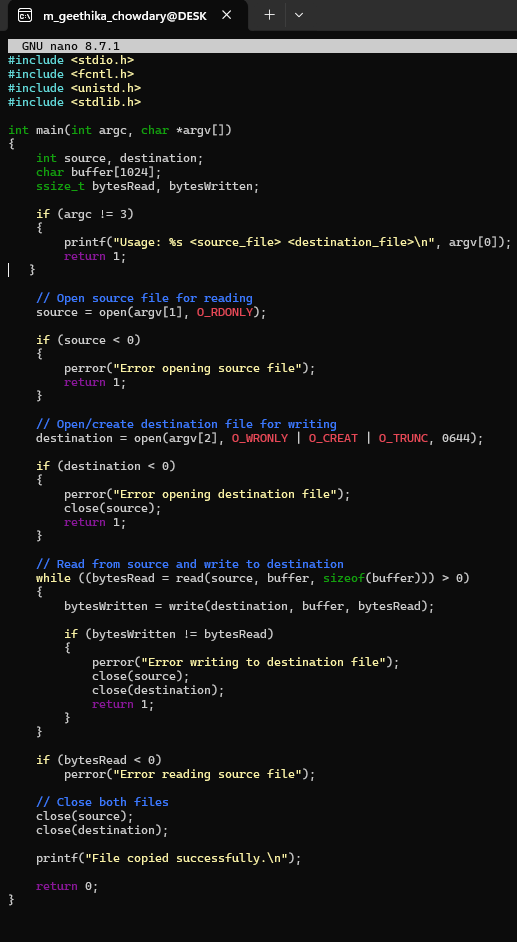 m_geethika_chowdary@DESK
GNU nano 8.7.1
#include <stdio.h>
#include <fcntl.h>
#include <unistd.h>
#include <stdlib.h>

int main(int argc, char *argv[])
{
    int source, destination;
    char buffer[1024];
    ssize_t bytesRead, bytesWritten;

    if (argc != 3)
    {
        printf("Usage: %s <source_file> <destination_file>\n", argv[0]);
        return 1;
   }

    // Open source file for reading
    source = open(argv[1], O_RDONLY);

    if (source < 0)
    {
        perror("Error opening source file");
        return 1;
    }

    // Open/create destination file for writing
    destination = open(argv[2], O_WRONLY | O_CREAT | O_TRUNC, 0644);

    if (destination < 0)
    {
        perror("Error opening destination file");
        close(source);
        return 1;
    }

    // Read from source and write to destination
    while ((bytesRead = read(source, buffer, sizeof(buffer))) > 0)
    {
        bytesWritten = write(destination, buffer, bytesRead);

        if (bytesWritten != bytesRead)
        {
            perror("Error writing to destination file");
            close(source);
            close(destination);
            return 1;
        }
    }

    if (bytesRead < 0)
        perror("Error reading source file");

    // Close both files
    close(source);
    close(destination);

    printf("File copied successfully.\n");

    return 0;
}